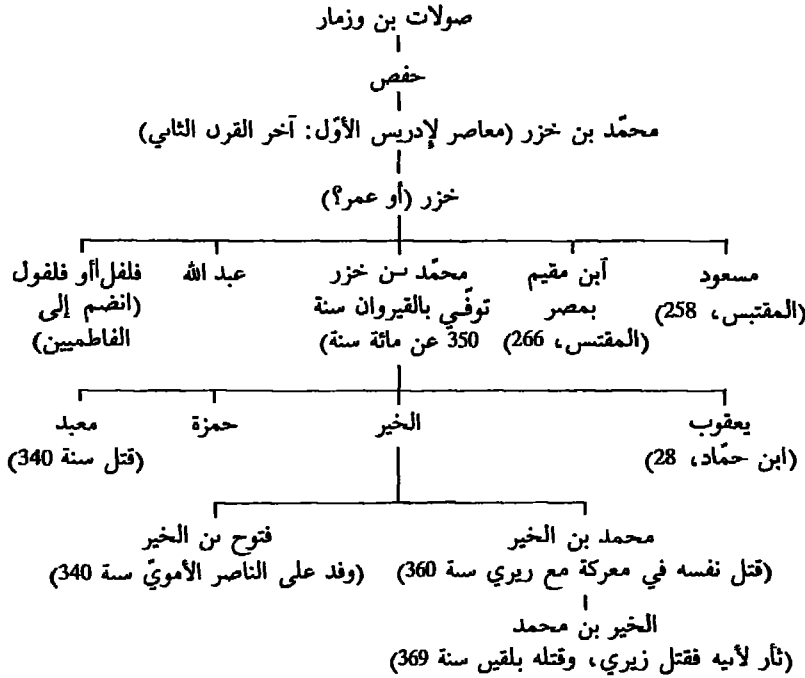 صولات بن وزمار
حفص
محمّد بن خزر (معاصر لإدريس الأوّل: آخر القرن الثاني)
خزر (أو عمر؟)
مسعود
(المقتبس، 258)
آبن مقيم
بمصر
(المقتبس، 266)
محمّد بن خزر
توفّي بالقيروان سنة
350 عن مائة سنة)
عبد الله
فلفل أو فلفول
(انضم إلى
الفاطميين)
يعقوب
(ابن حمّاد، 28)
الخير
حمزة
معبد
(قتل سنة 340)
محمد بن الخير
(قتل نفسه في معركة مع زيري سنة 360)
فتوح بن الخير
(وفد على الناصر الأمويّ سنة 340)
الخير بن محمد
(ثأر لأبيه فقتل زيري، وقتله بلقين سنة 369)